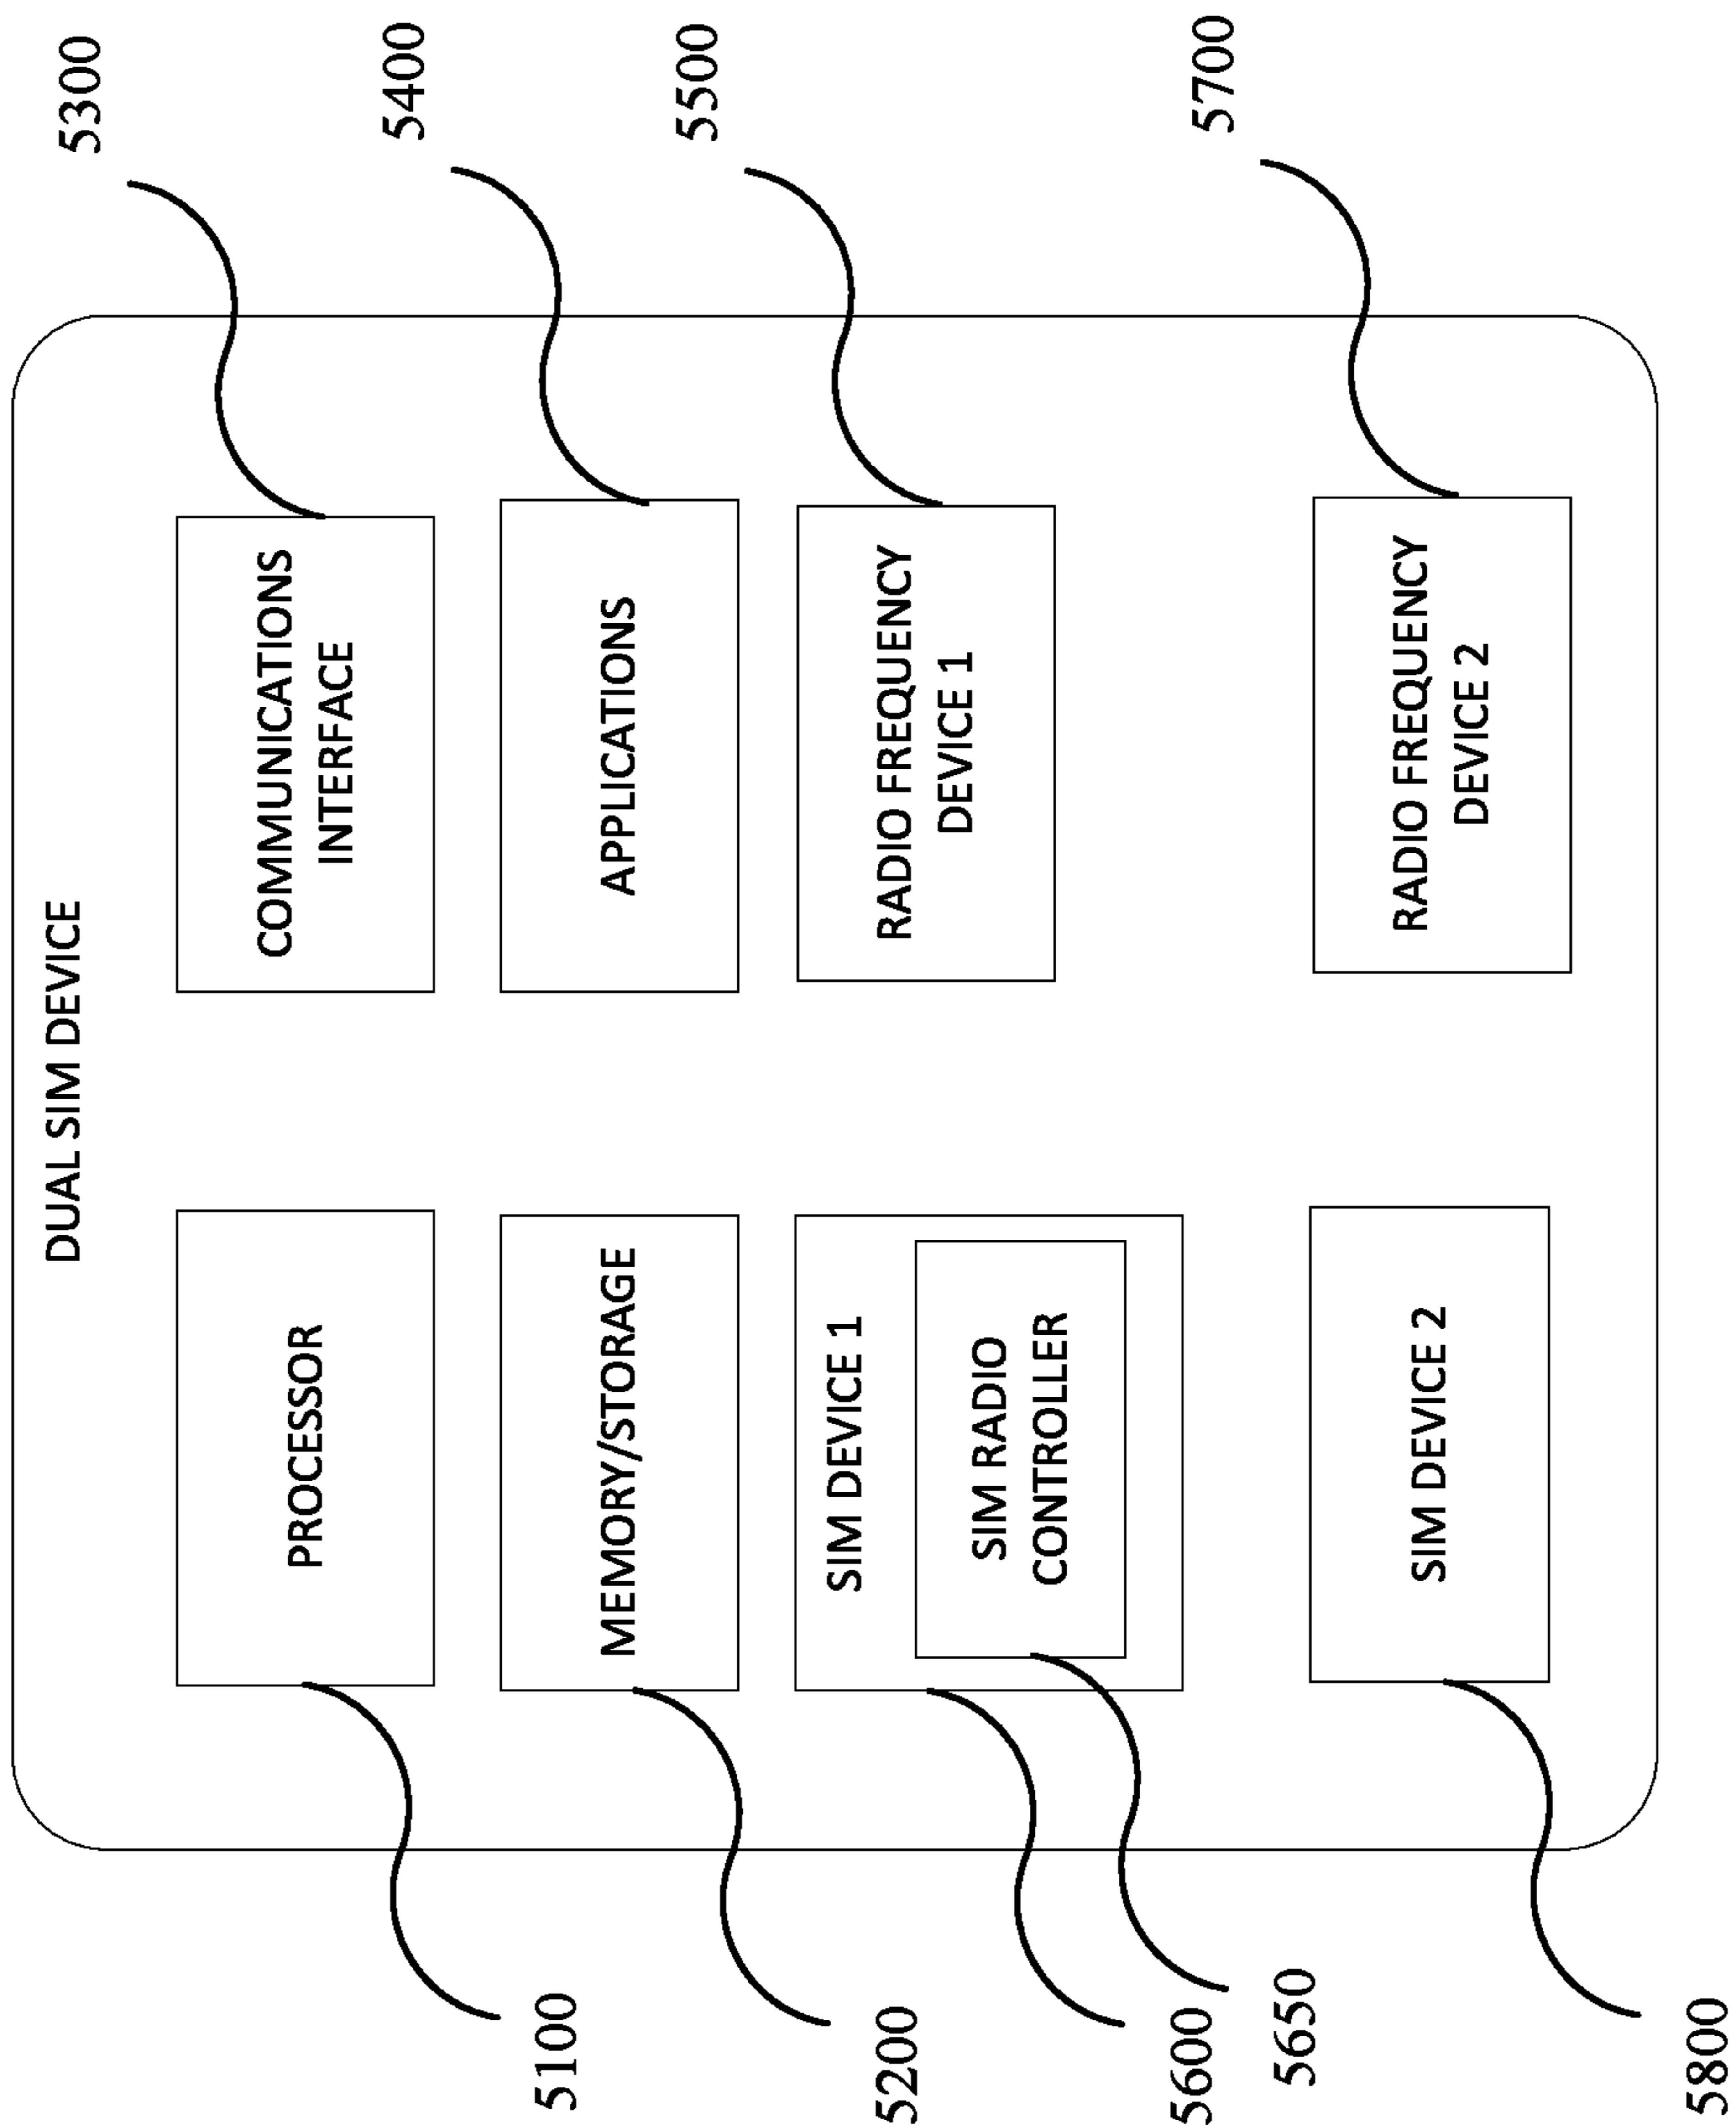 DUAL SIM DEVICE
5100
PROCESSOR
COMMUNICATIONS
INTERFACE
5300
5200
MEMORY/STORAGE
APPLICATIONS
5400
5600
SIM DEVICE 1
5650
SIM RADIO
CONTROLLER
RADIO FREQUENCY
DEVICE 1
5500
5800
SIM DEVICE 2
RADIO FREQUENCY
DEVICE 2
5700